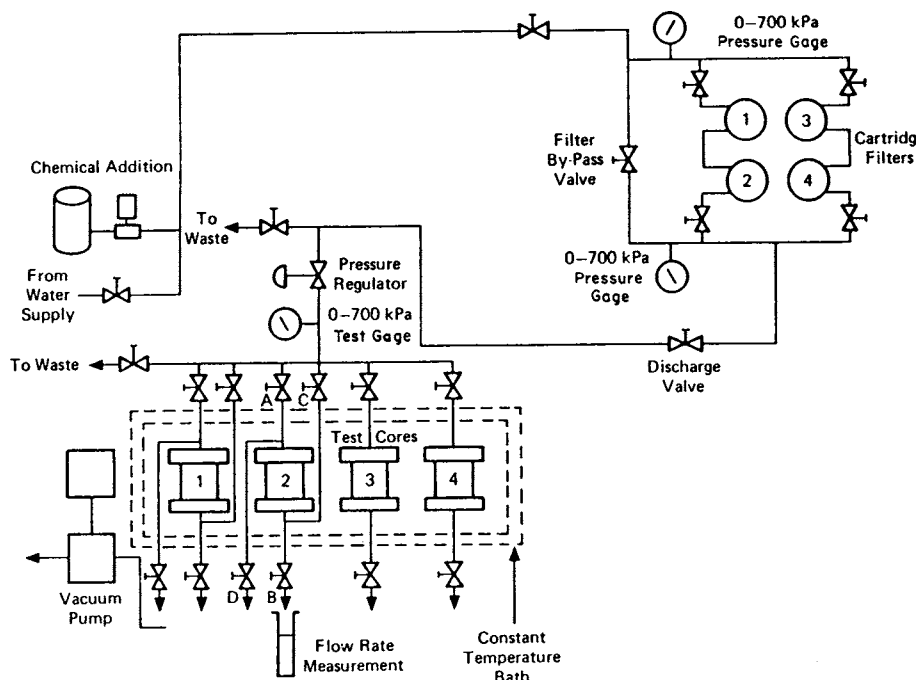 0–700 kPa
Pressure Gage
1
3
Filter
By-Pass
Valve
Cartridg
Filters
2
4
Chemical Addition
To
Waste
From
Water
Supply
Pressure
Regulator
0–700 kPa
Pressure
Gage
0–700 kPa
Test Gage
To Waste
Discharge
Valve
A
C
Test Cores
1
2
3
4
D
B
Vacuum
Pump
Flow Rate
Measurement
Constant
Temperature
Bath